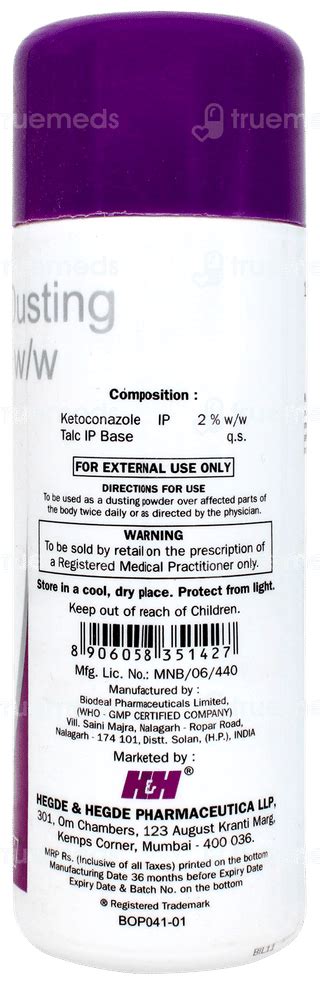 truemeds
truemeds
Dusting
w/w
Composition :
Ketoconazole IP 2 % w/w
Talc IP Base q.s.
FOR EXTERNAL USE ONLY
DIRECTIONS FOR USE
To be used as a dusting powder over affected parts of
the body twice daily or as directed by the physician.
WARNING
To be sold by retail on the prescription of
a Registered Medical Practitioner only.
Store in a cool, dry place. Protect from light.
Keep out of reach of Children.
8 906058 351427
Mfg. Lic. No.: MNB/06/440
Manufactured by :
Biodeal Pharmaceuticals Limited,
(WHO - GMP CERTIFIED COMPANY)
Vill. Saini Majra, Nalagarh - Ropar Road,
Nalagarh - 174 101, Distt. Solan, (H.P.), INDIA
Marketed by :
H&H®
HEGDE & HEGDE PHARMACEUTICA LLP,
301, Om Chambers, 123 August Kranti Marg,
Kemps Corner, Mumbai - 400 036.
MRP Rs. (Inclusive of all Taxes) printed on the bottom
Manufacturing Date 36 months before Expiry Date
Expiry Date & Batch No. on the bottom
® Registered Trademark
BOP041-01